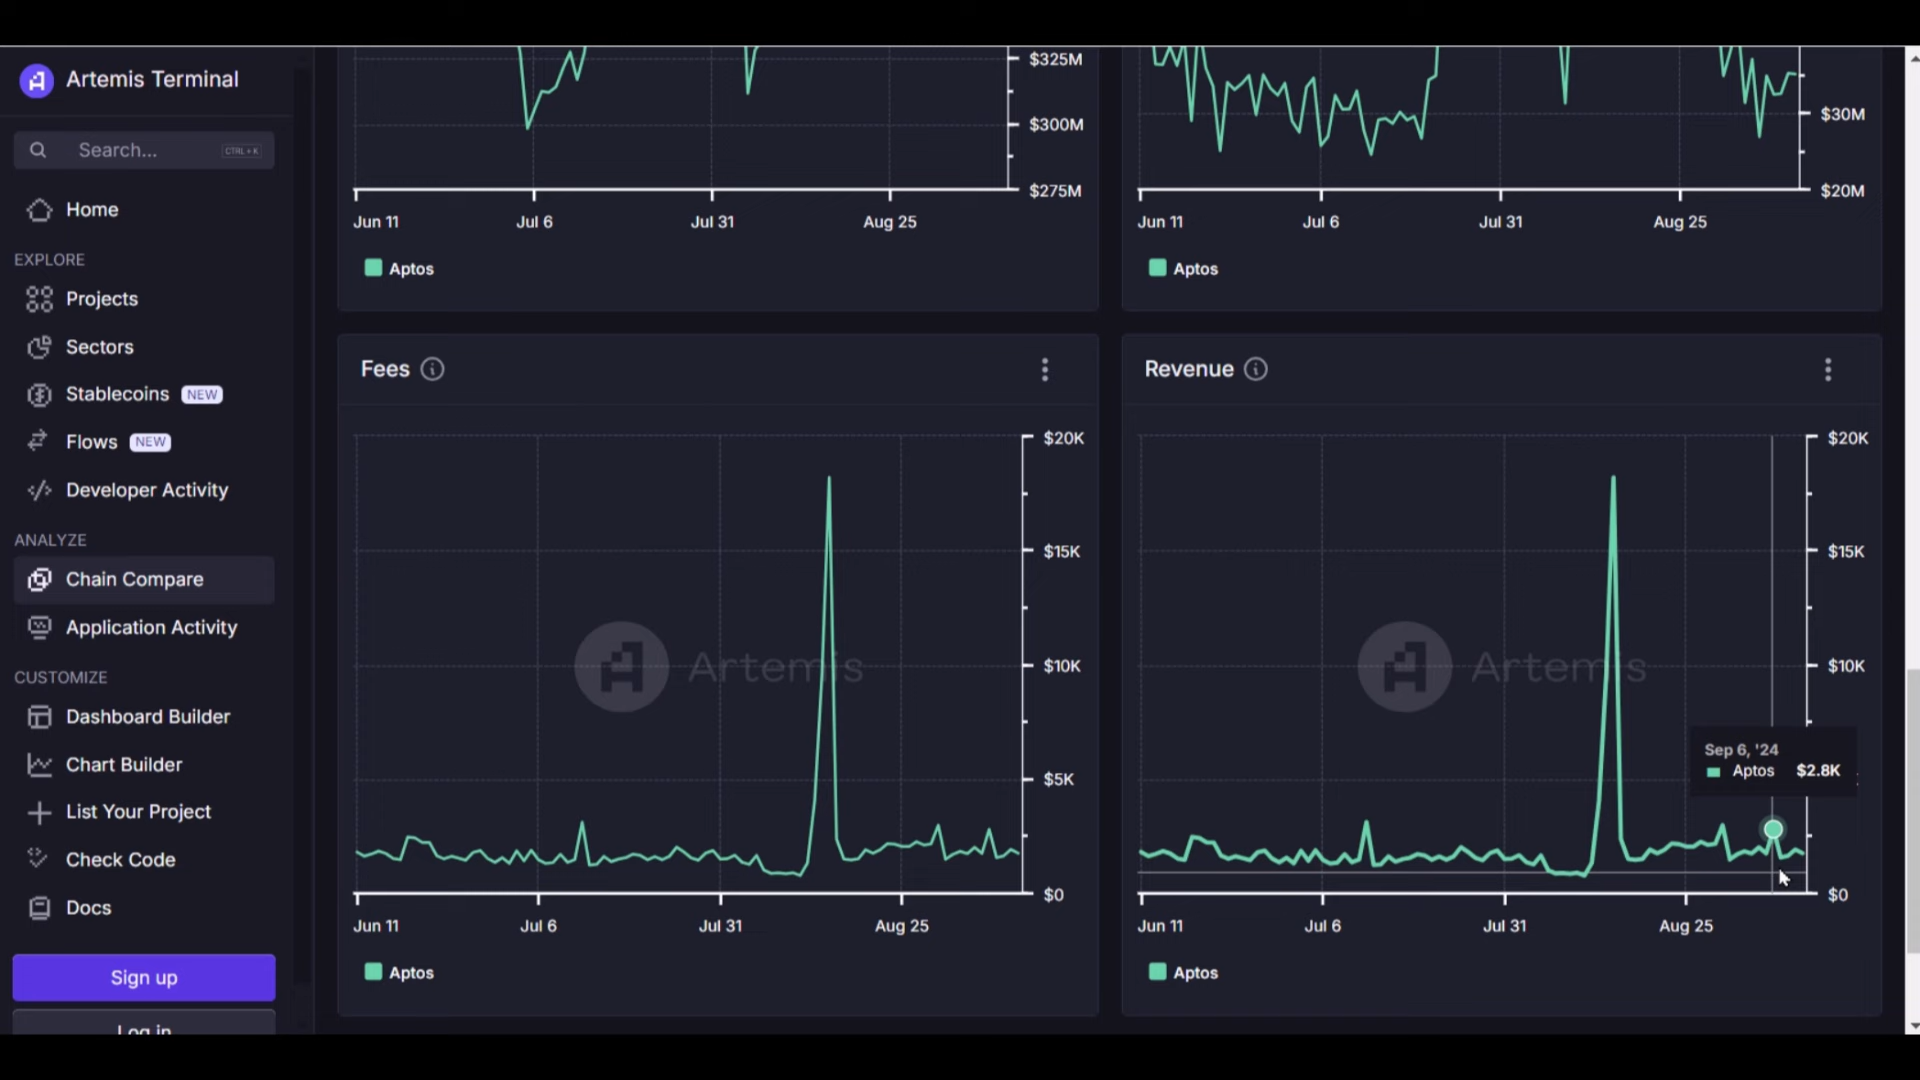 Artemis Terminal
Search...
CTRL+K
Home
EXPLORE
Projects
Sectors
Stablecoins NEW
Flows NEW
Developer Activity
ANALYZE
Chain Compare
Application Activity
CUSTOMIZE
Dashboard Builder
Chart Builder
List Your Project
Check Code
Docs
Sign up
Log in
$325M
$300M
$275M
Jun 11 Jul 6 Jul 31 Aug 25
Aptos
$30M
$20M
Jun 11 Jul 6 Jul 31 Aug 25
Aptos
Fees
$20K
$15K
$10K
$5K
$0
Artemis
Jun 11 Jul 6 Jul 31 Aug 25
Aptos
Revenue
$20K
$15K
$10K
$0
Artemis
Sep 6, '24
Aptos $2.8K
Jun 11 Jul 6 Jul 31 Aug 25
Aptos